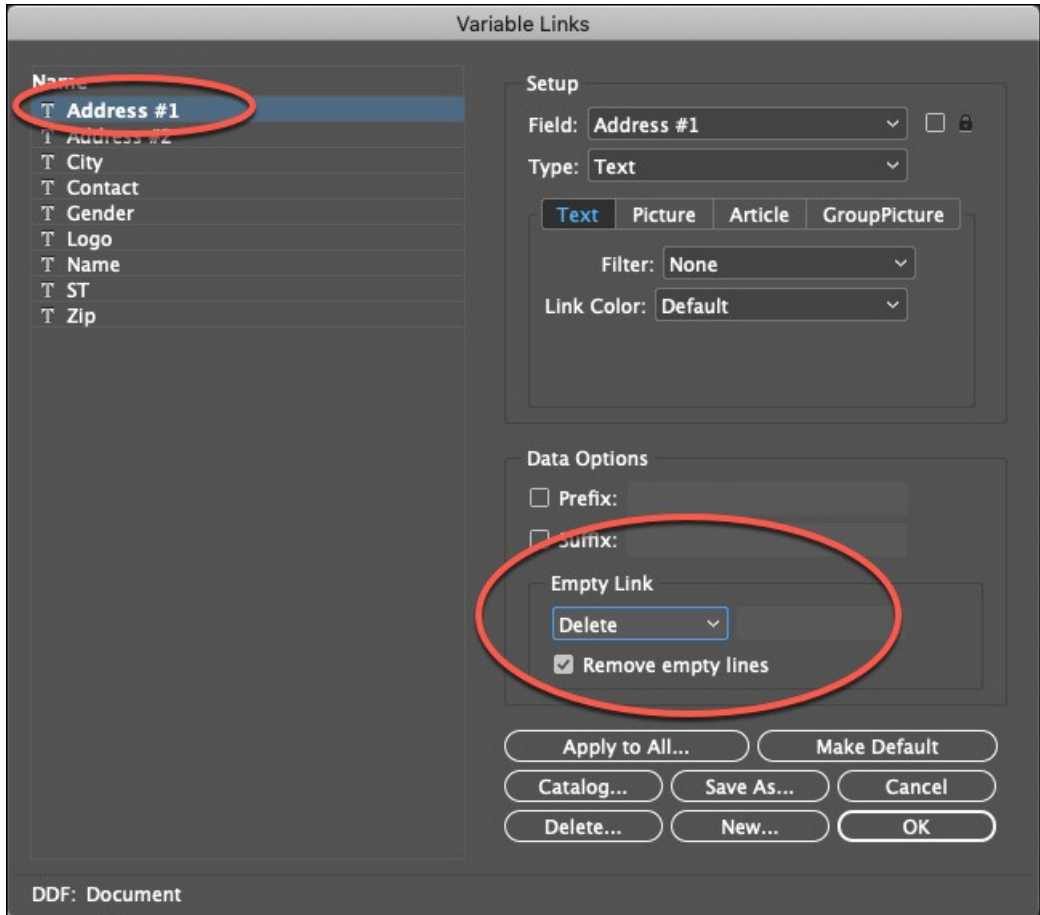 Variable Links
Name
T Address #1
T Address #2
T City
T Contact
T Gender
T Logo
T Name
T ST
T Zip
Setup
Field: Address #1
Type: Text
Text Picture Article GroupPicture
Filter: None
Link Color: Default
Data Options
Prefix:
Suffix:
Empty Link
Delete
Remove empty lines
Apply to All... Make Default
Catalog... Save As... Cancel
Delete... New... OK
DDF: Document